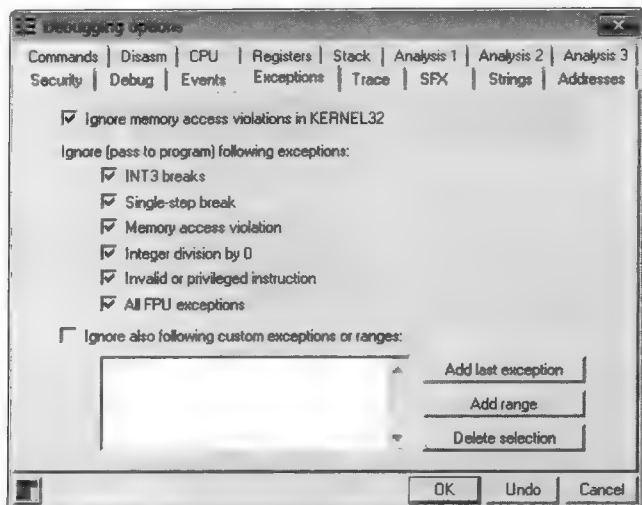 Debugging options
Commands Disasm CPU Registers Stack Analysis 1 Analysis 2 Analysis 3
Security Debug Events Exceptions Trace SFX Strings Addresses
Ignore memory access violations in KERNEL32
Ignore (pass to program) following exceptions:
INT3 breaks
Single-step break
Memory access violation
Integer division by 0
Invalid or privileged instruction
All FPU exceptions
Ignore also following custom exceptions or ranges:
Add last exception
Add range
Delete selection
OK Undo Cancel